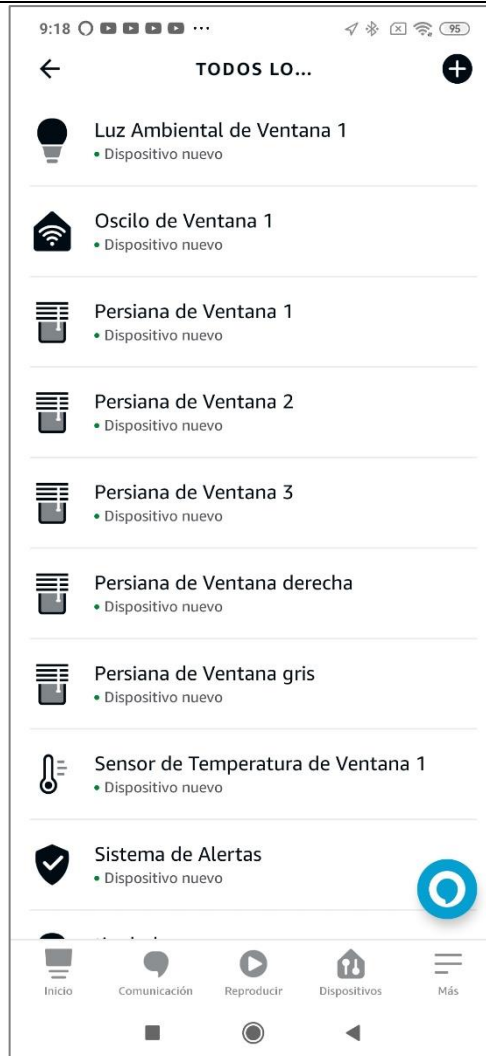 9:18
95
TODOS LO...
Luz Ambiental de Ventana 1
• Dispositivo nuevo
Oscilo de Ventana 1
• Dispositivo nuevo
Persiana de Ventana 1
• Dispositivo nuevo
Persiana de Ventana 2
• Dispositivo nuevo
Persiana de Ventana 3
• Dispositivo nuevo
Persiana de Ventana derecha
• Dispositivo nuevo
Persiana de Ventana gris
• Dispositivo nuevo
Sensor de Temperatura de Ventana 1
• Dispositivo nuevo
Sistema de Alertas
• Dispositivo nuevo
Inicio Comunicación Reproducir Dispositivos Más